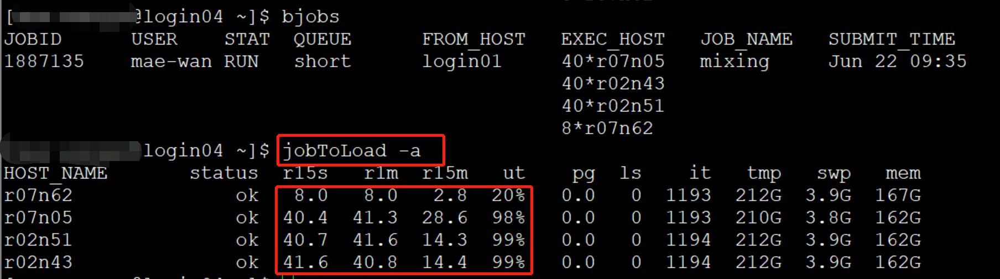 [ @login04 ~]$ bjobs
JOBID USER STAT QUEUE FROM_HOST EXEC_HOST JOB_NAME SUBMIT_TIME
1887135 mae-wan RUN short login01 40*r07n05 mixing Jun 22 09:35
40*r02n43
40*r02n51
8*r07n62
login04 ~]$ jobToLoad -a
HOST_NAME status r15s r1m r15m ut pg ls it tmp swp mem
r07n62 ok 8.0 8.0 2.8 20% 0.0 0 1193 212G 3.9G 167G
r07n05 ok 40.4 41.3 28.6 98% 0.0 0 1193 210G 3.8G 162G
r02n51 ok 40.7 41.6 14.3 99% 0.0 0 1194 212G 3.9G 162G
r02n43 ok 41.6 40.8 14.4 99% 0.0 0 1194 212G 3.9G 162G